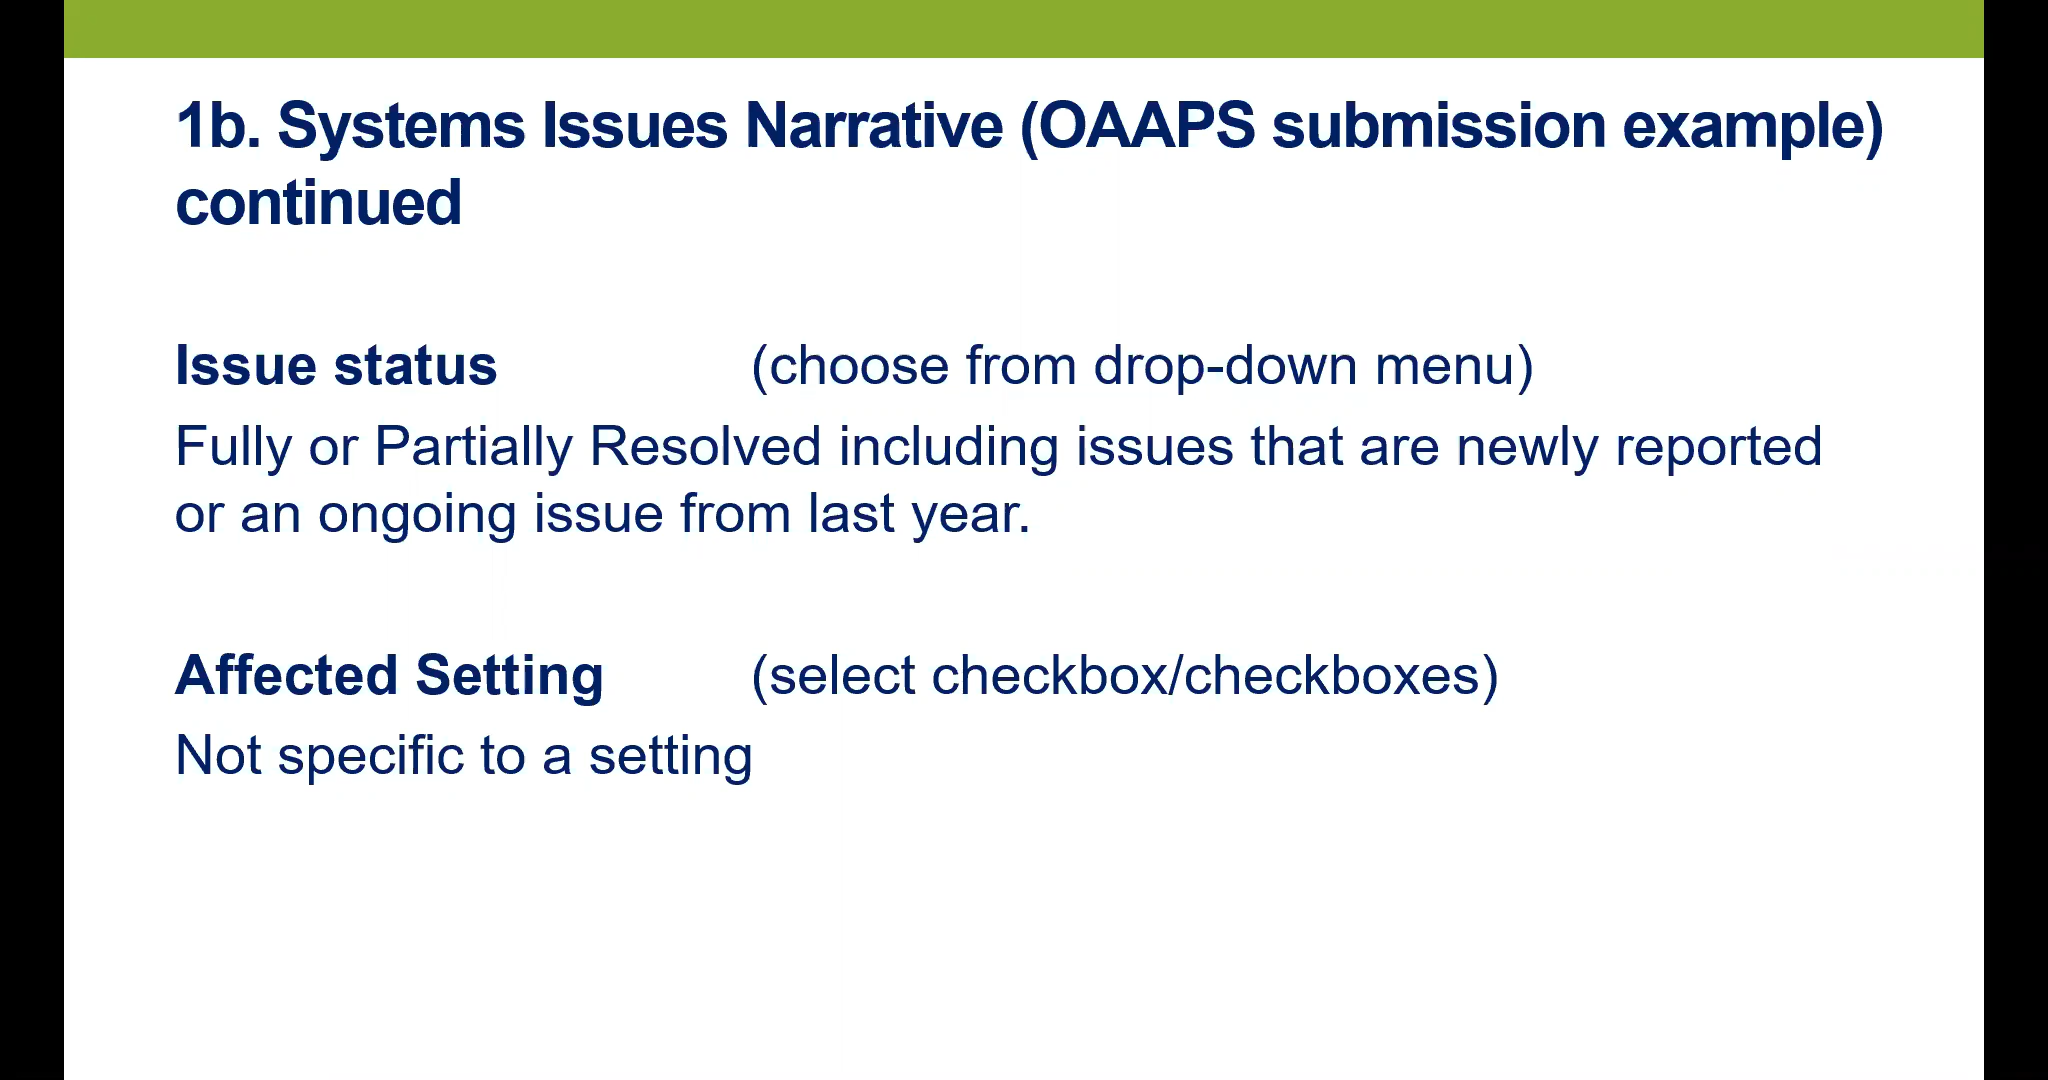 1b. Systems Issues Narrative (OAAPS submission example)
continued
Issue status (choose from drop-down menu)
Fully or Partially Resolved including issues that are newly reported
or an ongoing issue from last year.
Affected Setting (select checkbox/checkboxes)
Not specific to a setting